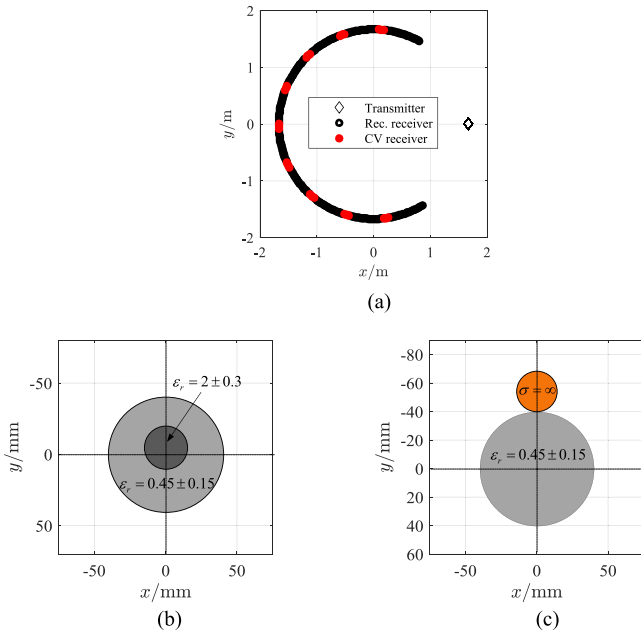 2
1
0
-1
-2
y/m
Transmitter
Rec. receiver
CV receiver
-2 -1 0 1 2
x/m
(a)
-50
0
50
y/mm
ε_r = 2 ± 0.3
ε_r = 0.45 ± 0.15
-50 0 50
x/mm
(b)
-80
-60
-40
-20
0
20
40
60
y/mm
σ = ∞
ε_r = 0.45 ± 0.15
-50 0 50
x/mm
(c)